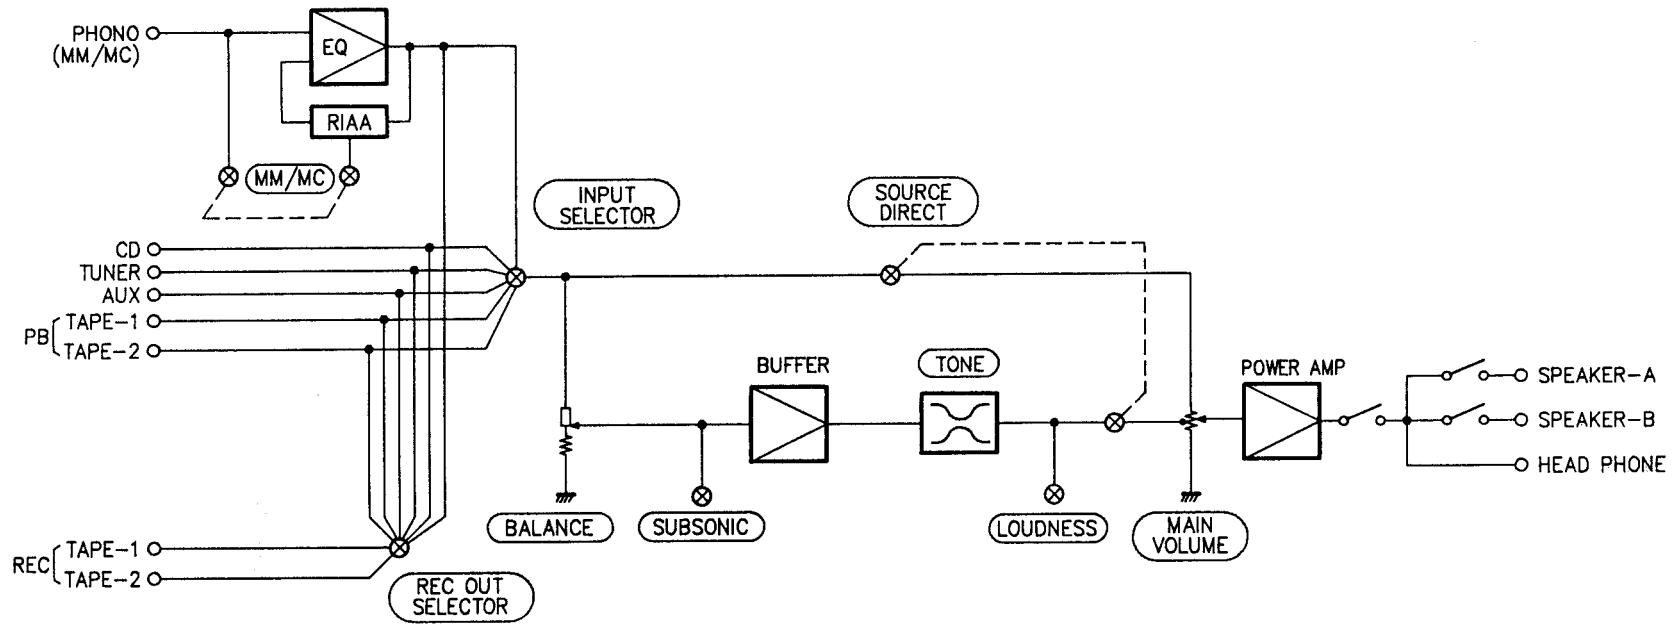 PHONO
(MM/MC)
EQ
RIAA
MM/MC
INPUT
SELECTOR
SOURCE
DIRECT
CD
TUNER
AUX
PB
TAPE-1
TAPE-2
BUFFER
TONE
POWER AMP
SPEAKER-A
SPEAKER-B
HEAD PHONE
BALANCE
SUBSONIC
LOUDNESS
MAIN
VOLUME
REC
TAPE-1
TAPE-2
REC OUT
SELECTOR